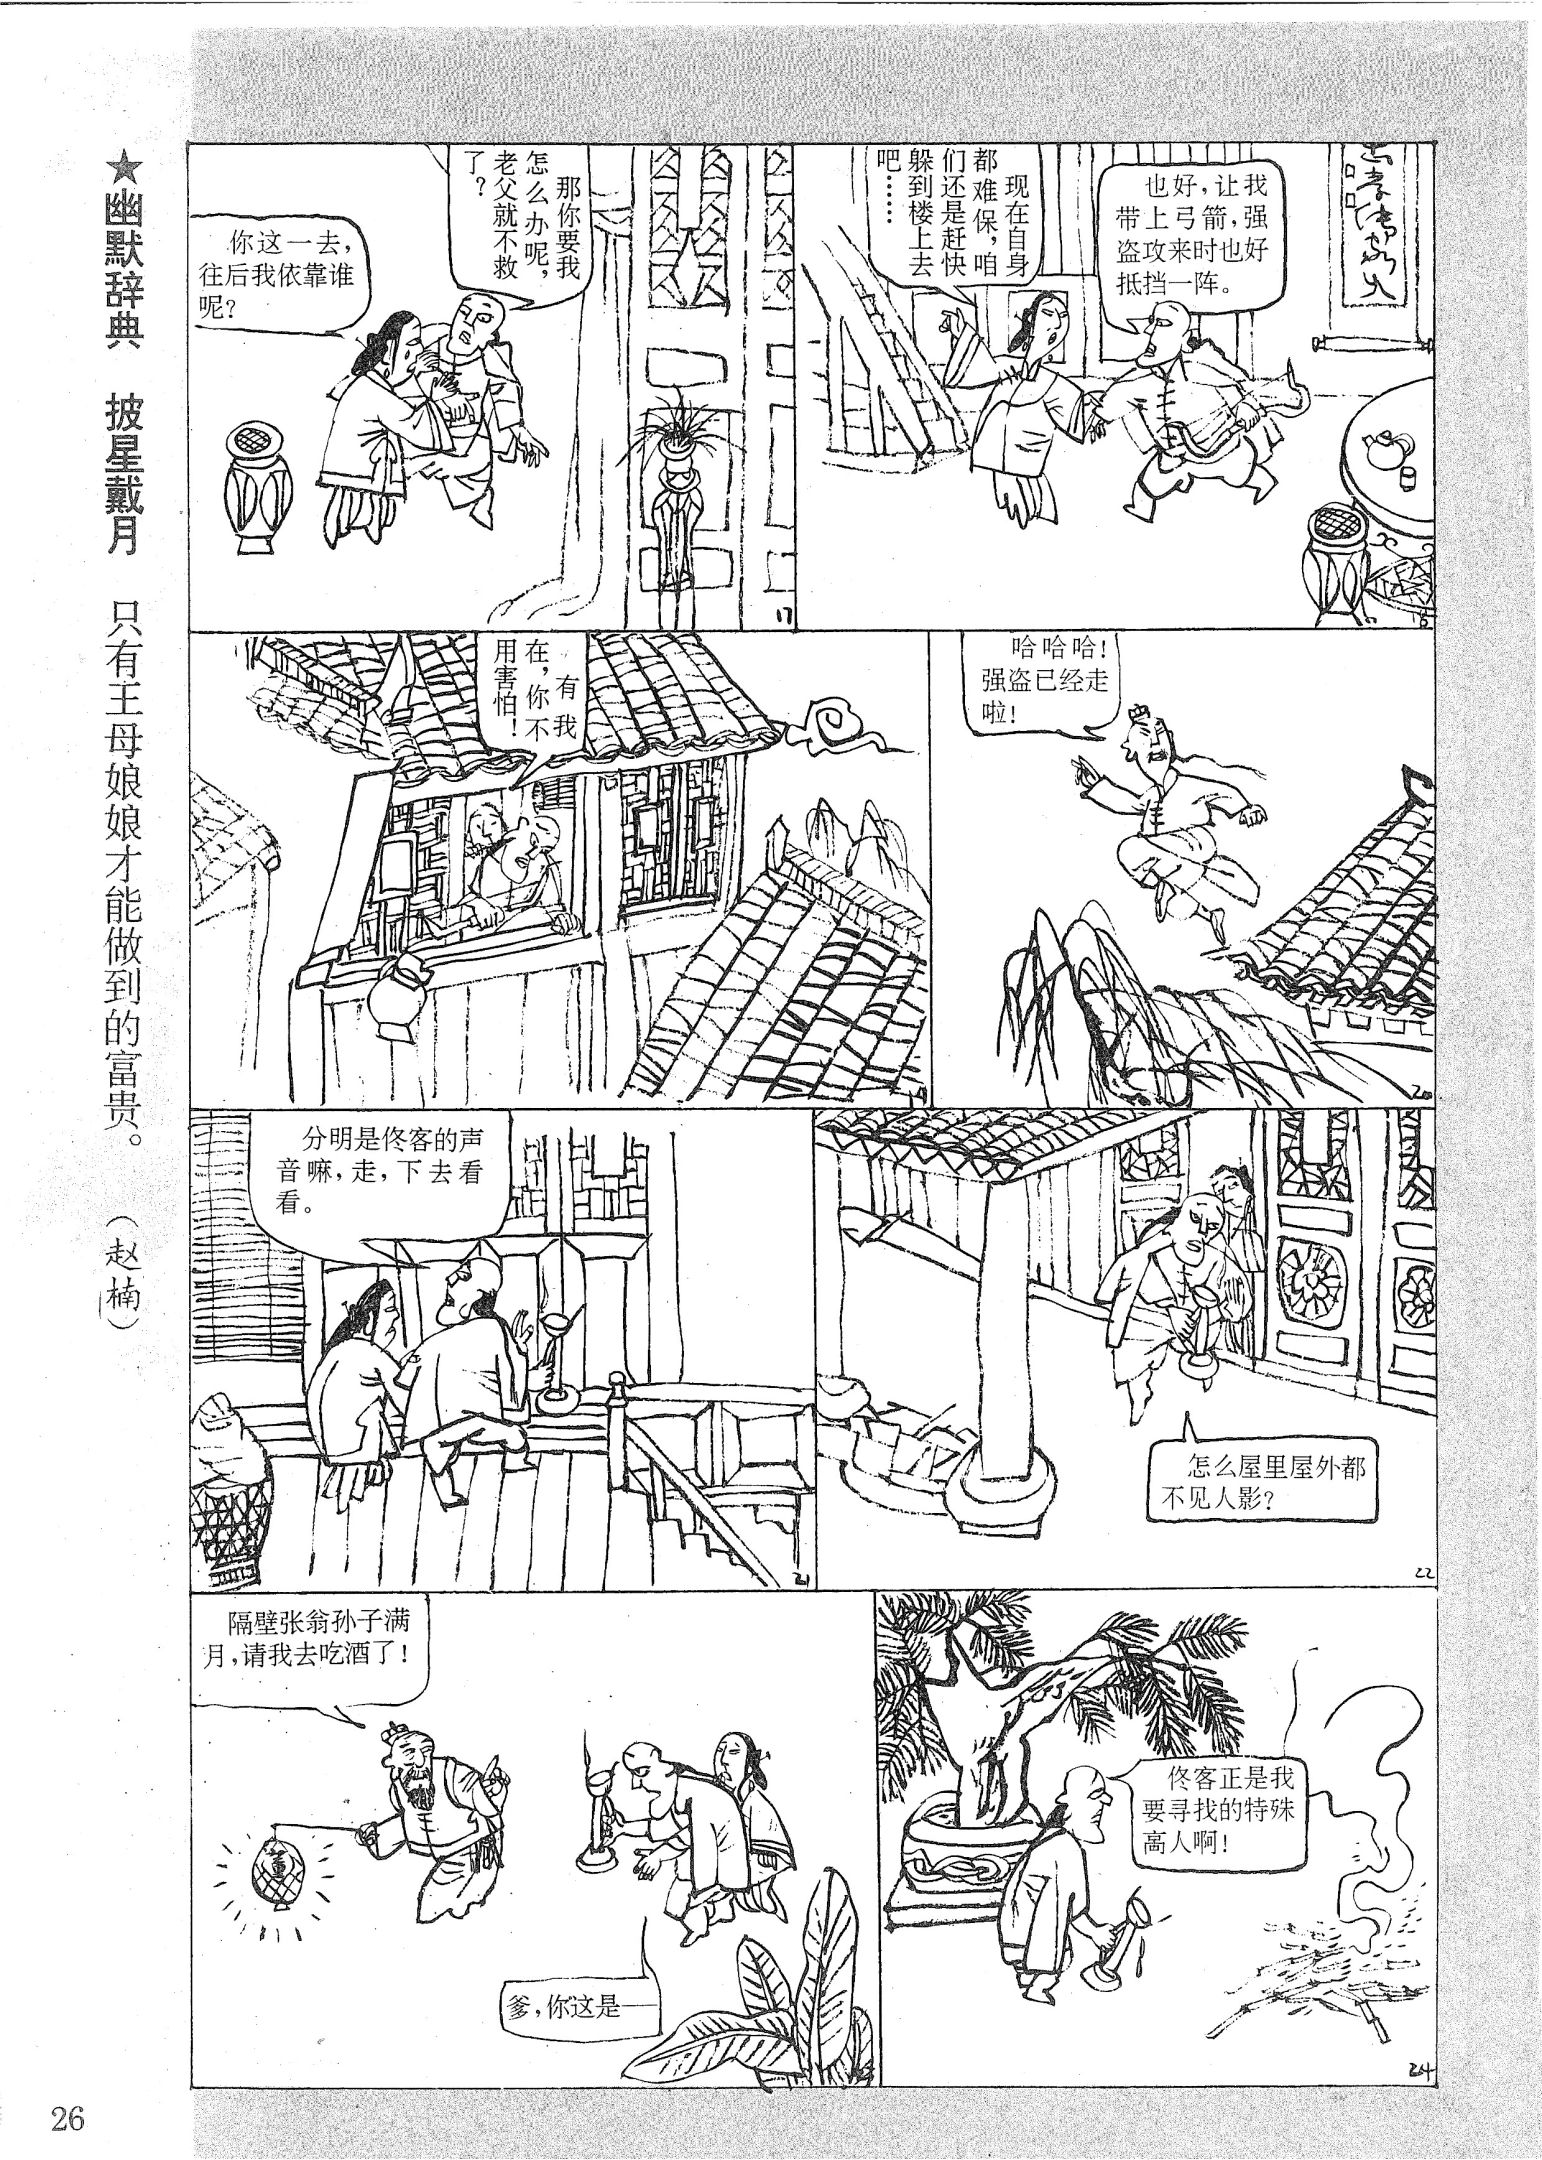 ★幽默辞典 披星戴月 只有王母娘娘才能做到的富贵。（赵楠）
你这一去，
往后我依靠谁
呢？
那你要我
怎么办呢，
老父就不救
了？
17
现在自身
都难保，咱
们还是赶快
躲到楼上去
吧……
也好，让我
带上弓箭，强
盗攻来时也好
抵挡一阵。
18
有我
在，你不
用害怕！
19
哈哈哈！
强盗已经走
啦！
20
分明是佟客的声
音嘛，走，下去看
看。
21
怎么屋里屋外都
不见人影？
22
隔壁张翁孙子满
月，请我去吃酒了！
董
爹，你这是——
佟客正是我
要寻找的特殊
高人啊！
24
26